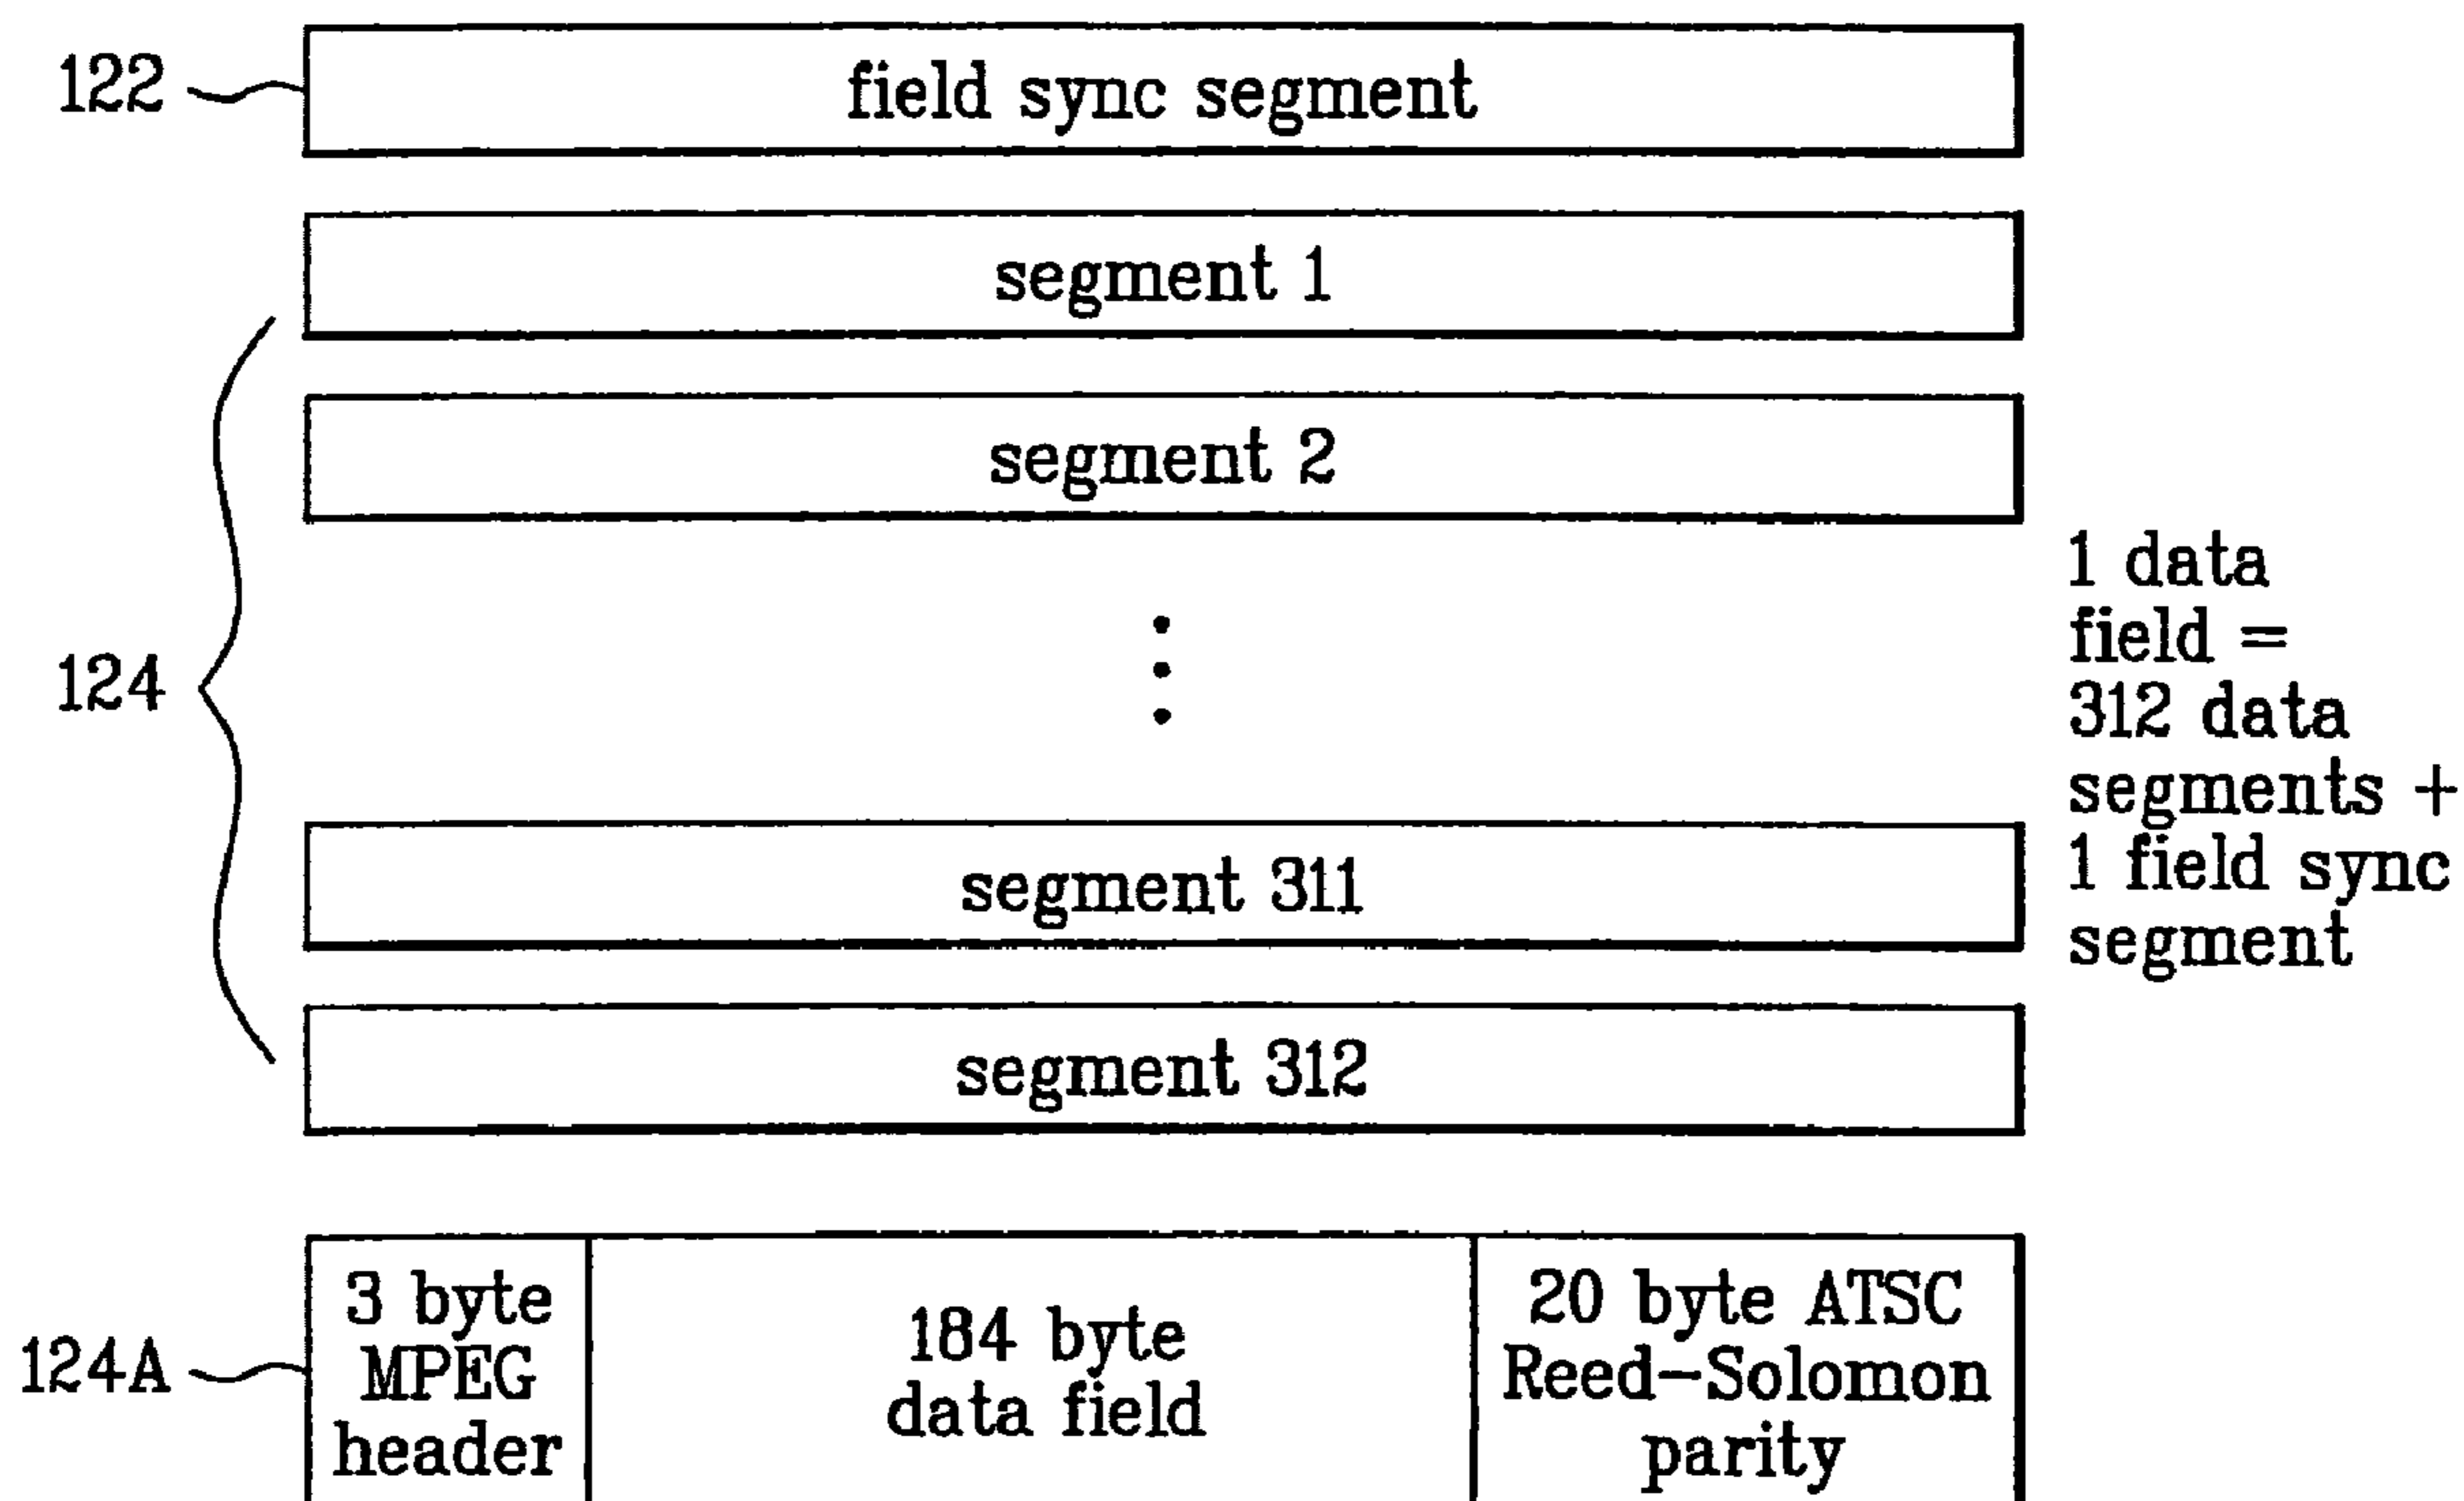 122
field sync segment
segment 1
segment 2
124
1 data
field =
312 data
segments +
1 field sync
segment
segment 311
segment 312
124A
3 byte
MPEG
header
184 byte
data field
20 byte ATSC
Reed-Solomon
parity